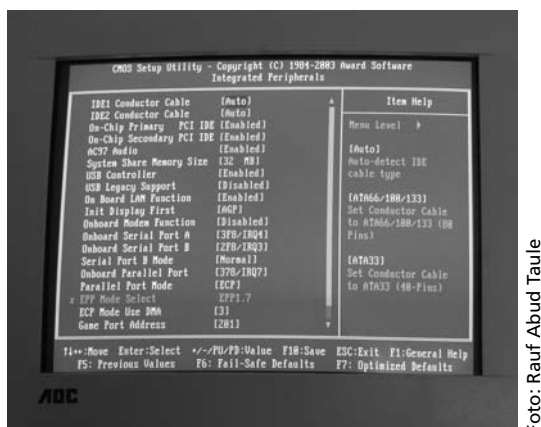 CMOS Setup Utility - Copyright (C) 1984-2003 Award Software
Integrated Peripherals
IDE1 Conductor Cable [Auto]
IDE2 Conductor Cable [Auto]
On-Chip Primary PCI IDE [Enabled]
On-Chip Secondary PCI IDE [Enabled]
AC97 Audio [Enabled]
System Share Memory Size [32 MB]
USB Controller [Enabled]
USB Legacy Support [Disabled]
On Board LAN Function [Enabled]
Init Display First [AGP]
Onboard Modem Function [Disabled]
Onboard Serial Port A [3F8/IRQ4]
Onboard Serial Port B [2F8/IRQ3]
Serial Port B Mode [Normal]
Onboard Parallel Port [378/IRQ7]
Parallel Port Mode [ECP]
x EPP Mode Select EPP1.7
ECP Mode Use DMA [3]
Game Port Address [201]
Item Help
Menu Level
[Auto]
Auto-detect IDE
cable type
[ATA66/100/133]
Set Conductor Cable
to ATA66/100/133 (80
Pins)
[ATA33]
Set Conductor Cable
to ATA33 (40-Pins)
↑↓↔:Move Enter:Select +/-/PU/PD:Value F10:Save ESC:Exit F1:General Help
F5: Previous Values F6: Fail-Safe Defaults F7: Optimized Defaults
AOC
oto: Rauf Abud Taule